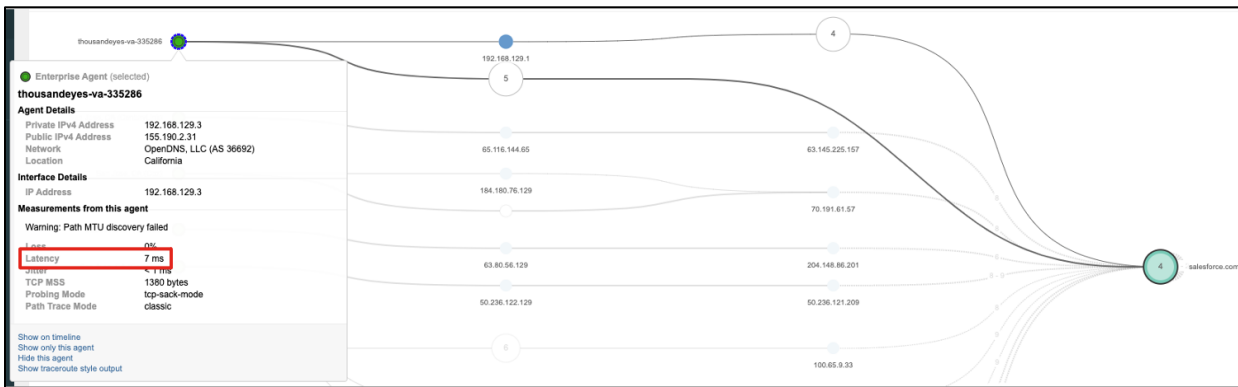 thousandeyes-va-335286
4
192.168.129.1
5
Enterprise Agent (selected)
thousandeyes-va-335286
Agent Details
Private IPv4 Address 192.168.129.3
Public IPv4 Address 155.190.2.31
Network OpenDNS, LLC (AS 36692)
Location California
Interface Details
IP Address 192.168.129.3
Measurements from this agent
Warning: Path MTU discovery failed
Loss 0%
Latency 7 ms
Jitter < 1 ms
TCP MSS 1380 bytes
Probing Mode tcp-sack-mode
Path Trace Mode classic
Show on timeline
Show only this agent
Hide this agent
Show traceroute style output
65.116.144.65 63.145.225.157
184.180.76.129
70.191.61.57
63.80.56.129 204.148.86.201
50.236.122.129 50.236.121.209
6
100.65.9.33
4 salesforce.com